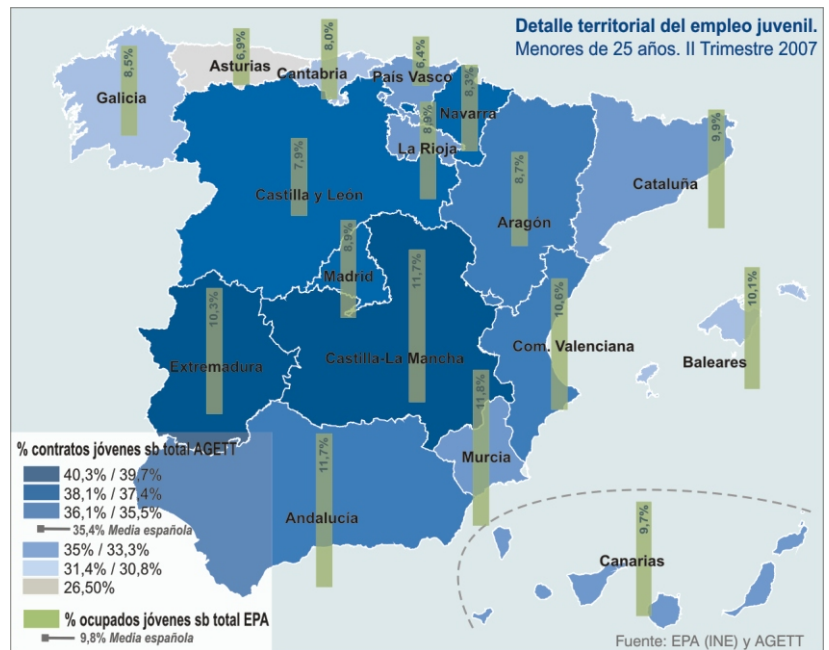 Detalle territorial del empleo juvenil.
Menores de 25 años. II Trimestre 2007
8,5%
Galicia
6,9%
Asturias
8,0%
Cantabria
6,4%
País Vasco
8,3%
Navarra
8,9%
La Rioja
7,9%
Castilla y León
8,7%
Aragón
9,9%
Cataluña
8,9%
Madrid
11,7%
Castilla-La Mancha
10,3%
Extremadura
10,6%
Com. Valenciana
10,1%
Baleares
11,8%
Murcia
11,7%
Andalucía
9,7%
Canarias
% contratos jóvenes sb total AGETT
40,3% / 39,7%
38,1% / 37,4%
36,1% / 35,5%
35,4% Media española
35% / 33,3%
31,4% / 30,8%
26,50%
% ocupados jóvenes sb total EPA
9,8% Media española
Fuente: EPA (INE) y AGETT